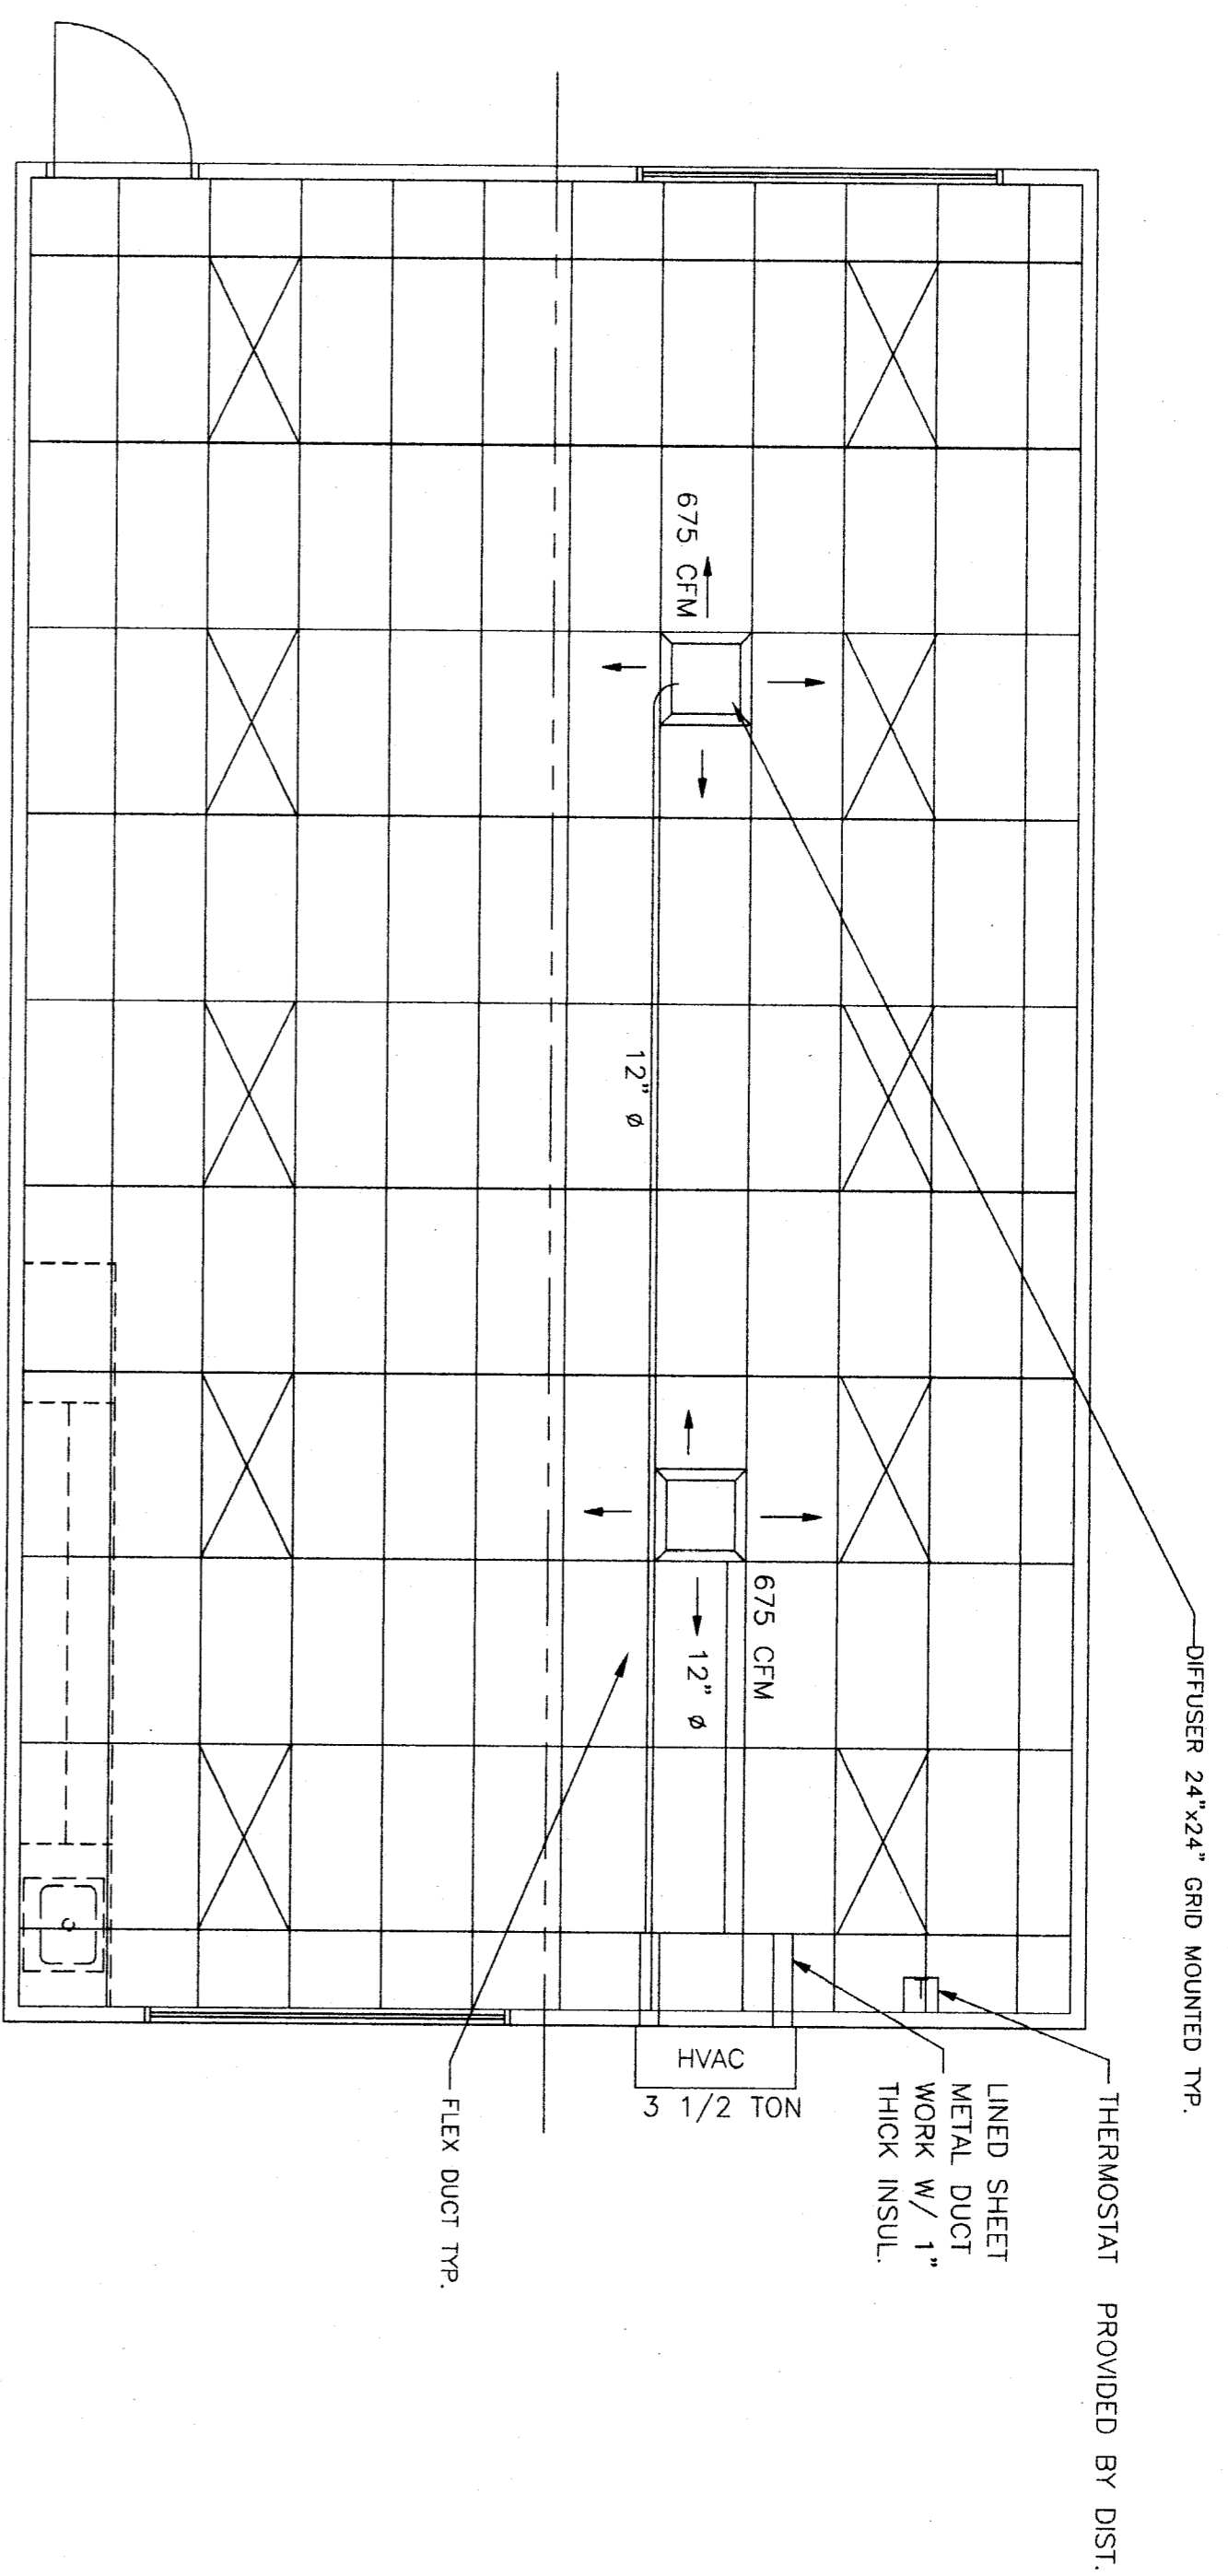 DIFFUSER 24"x24" GRID MOUNTED TYP.
THERMOSTAT PROVIDED BY DIST.
LINED SHEET
METAL DUCT
WORK W/ 1"
THICK INSUL.
675 CFM
675 CFM
12" ø
12" ø
HVAC
3 1/2 TON
FLEX DUCT TYP.